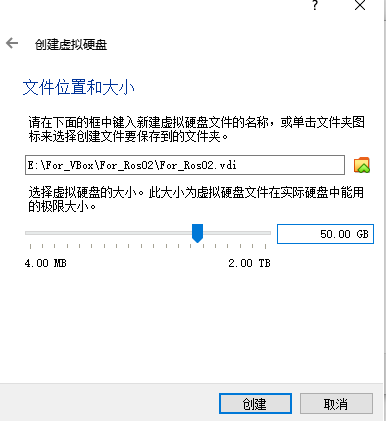 ?
创建虚拟硬盘
文件位置和大小
请在下面的框中键入新建虚拟硬盘文件的名称，或单击文件夹图
标来选择创建文件要保存到的文件夹。
E:\For_VBox\For_Ros02\For_Ros02.vdi
选择虚拟硬盘的大小。此大小为虚拟硬盘文件在实际硬盘中能用
的极限大小。
50.00 GB
4.00 MB 2.00 TB
创建 取消